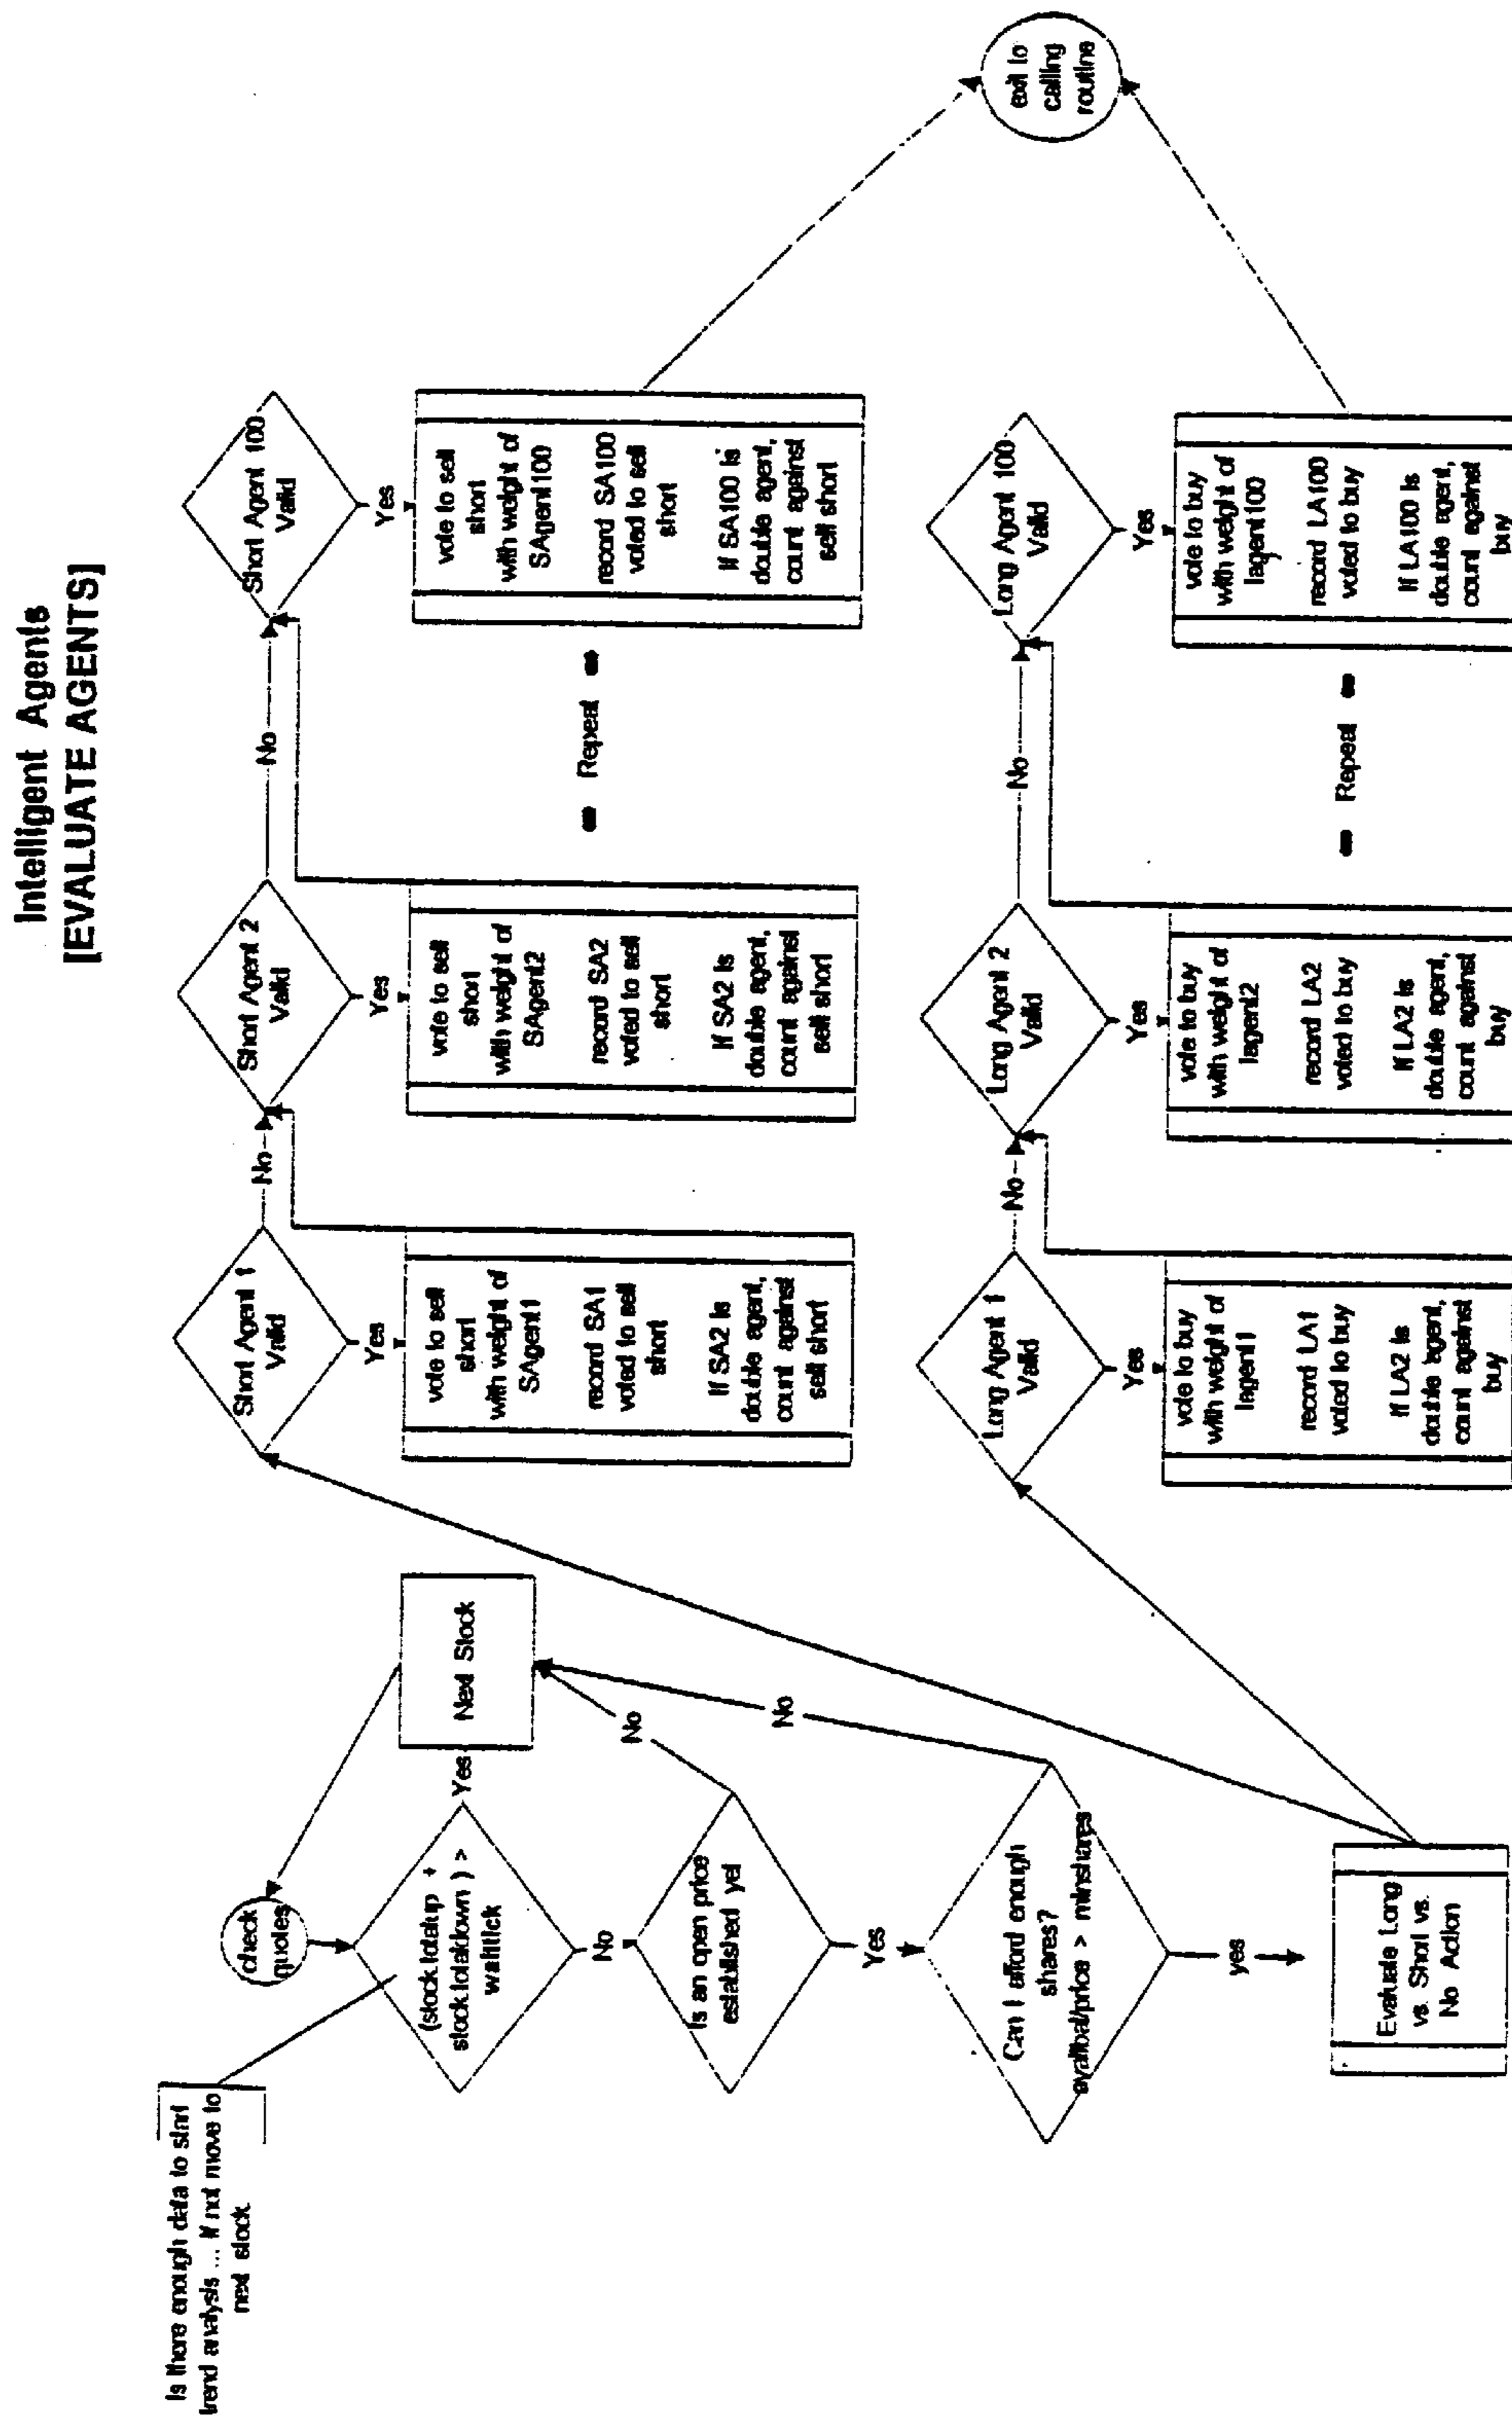 Intelligent Agents
[EVALUATE AGENTS]
Is there enough data to start
trend analysis ... if not move to
next stock
check
quotes
(stock.totalup +
stock.totaldown ) >
waittick
Yes
Next Stock
No
Is an open price
established yet
No
Yes
Can I afford enough
shares?
availbal/price > minshares
No
yes
Evaluate Long
vs. Short vs.
No Action
Short Agent 1
Valid
No
Yes
vote to sell
short
with weight of
SAgent1
record SA1
voted to sell
short
If SA2 is
double agent,
count against
sell short
Short Agent 2
Valid
No
Yes
vote to sell
short
with weight of
SAgent2
record SA2
voted to sell
short
If SA2 is
double agent,
count against
sell short
Repeat
Short Agent 100
Valid
Yes
vote to sell
short
with weight of
SAgent100
record SA100
voted to sell
short
If SA100 is
double agent,
count against
sell short
Long Agent 1
Valid
No
Yes
vote to buy
with weight of
lagent1
record LA1
voted to buy
If LA2 is
double agent,
count against
buy
Long Agent 2
Valid
No
Yes
vote to buy
with weight of
lagent2
record LA2
voted to buy
If LA2 is
double agent,
count against
buy
Repeat
Long Agent 100
Valid
Yes
vote to buy
with weight of
lagent100
record LA100
voted to buy
If LA100 is
double agent,
count against
buy
exit to
calling
routine